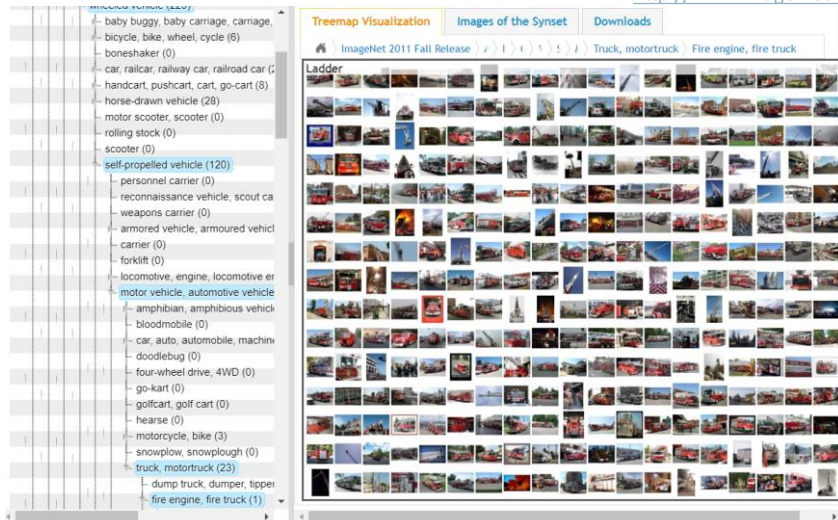 wheeled vehicle (229)
baby buggy, baby carriage, carriage,
bicycle, bike, wheel, cycle (6)
boneshaker (0)
car, railcar, railway car, railroad car (2
handcart, pushcart, cart, go-cart (8)
horse-drawn vehicle (28)
motor scooter, scooter (0)
rolling stock (0)
scooter (0)
self-propelled vehicle (120)
personnel carrier (0)
reconnaissance vehicle, scout ca
weapons carrier (0)
armored vehicle, armoured vehicl
carrier (0)
forklift (0)
locomotive, engine, locomotive en
motor vehicle, automotive vehicle
amphibian, amphibious vehicl
bloodmobile (0)
car, auto, automobile, machine
doodlebug (0)
four-wheel drive, 4WD (0)
go-kart (0)
golfcart, golf cart (0)
hearse (0)
motorcycle, bike (3)
snowplow, snowplough (0)
truck, motortruck (23)
dump truck, dumper, tipper
fire engine, fire truck (1)
Treemap Visualization Images of the Synset Downloads
ImageNet 2011 Fall Release Truck, motortruck Fire engine, fire truck
Ladder